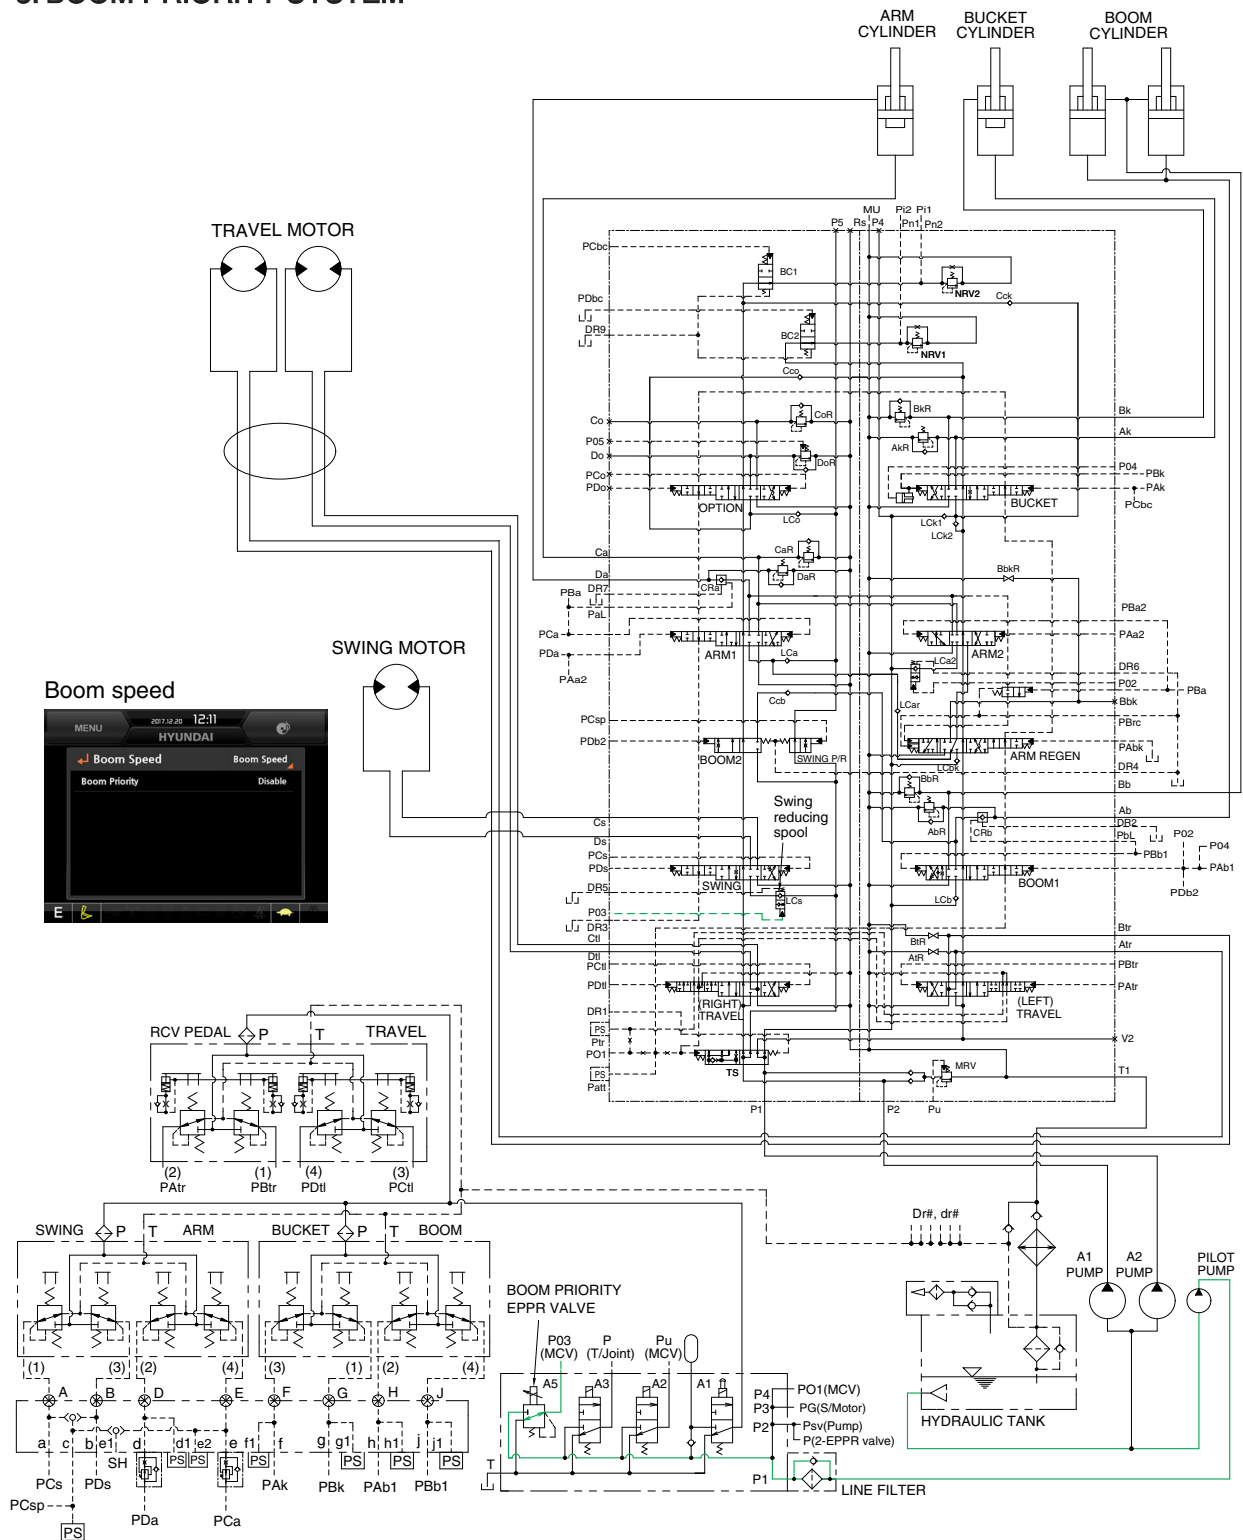 3. BOOM PRIORITY SYSTEM
ARM
CYLINDER
BUCKET
CYLINDER
BOOM
CYLINDER
TRAVEL MOTOR
SWING MOTOR
MU
P5
Rs
P4
Pi2
Pi1
Pn1
Pn2
PCbc
BC1
NRV2
Cck
PDbc
DR9
BC2
NRV1
Cco
Co
CoR
BkR
Bk
P05
AkR
Ak
Do
DoR
PCo
P04
PBk
PDo
PAk
PCbc
OPTION
BUCKET
LCo
LCk1
LCk2
Ca
CaR
Da
DaR
BbkR
PBa
DR7
CRa
PaL
PBa2
PCa
PAa2
PDa
ARM1
ARM2
PAa2
LCa
LCa2
DR6
P02
PBa
Ccb
LCar
Bbk
PCsp
PBrc
PDb2
PAbk
BOOM2
SWING P/R
ARM REGEN
LCbk
DR4
BbR
Bb
Swing
reducing
spool
AbR
CRb
Ab
DR2
PbL
P02
P04
PBb1
PAb1
PDb2
Cs
Ds
PCs
PDs
SWING
BOOM1
DR5
LCs
LCb
P03
DR3
Ctl
BtR
Btr
Dtl
AtR
Atr
PCtl
PBtr
PDtl
PAtr
(RIGHT)
TRAVEL
(LEFT)
TRAVEL
DR1
PS
Ptr
PO1
V2
PS
TS
MRV
T1
Patt
P1
P2
Pu
Boom speed
MENU
2017.12.20 12:11
HYUNDAI
Boom Speed
Boom Speed
Boom Priority
Disable
E
RCV PEDAL
P
T
TRAVEL
(2)
(1)
(4)
(3)
PAtr
PBtr
PDtl
PCtl
SWING
P
T
ARM
BUCKET
P
T
BOOM
(1)
(3)
(2)
(4)
(3)
(1)
(2)
(4)
A
B
D
E
F
G
H
J
a
c
b
e1
d
d1
e2
e
f1
f
g
g1
h
h1
j
j1
SH
PS
PS
PS
PS
PS
PS
PCs
PDs
PAk
PBk
PAb1
PBb1
PCsp
PDa
PCa
PS
BOOM PRIORITY
EPPR VALVE
P03
(MCV)
P
(T/Joint)
Pu
(MCV)
A5
A3
A2
A1
P4
PO1(MCV)
P3
PG(S/Motor)
P2
Psv(Pump)
P(2-EPPR valve)
T
P1
LINE FILTER
Dr#, dr#
A1
PUMP
A2
PUMP
PILOT
PUMP
HYDRAULIC TANK